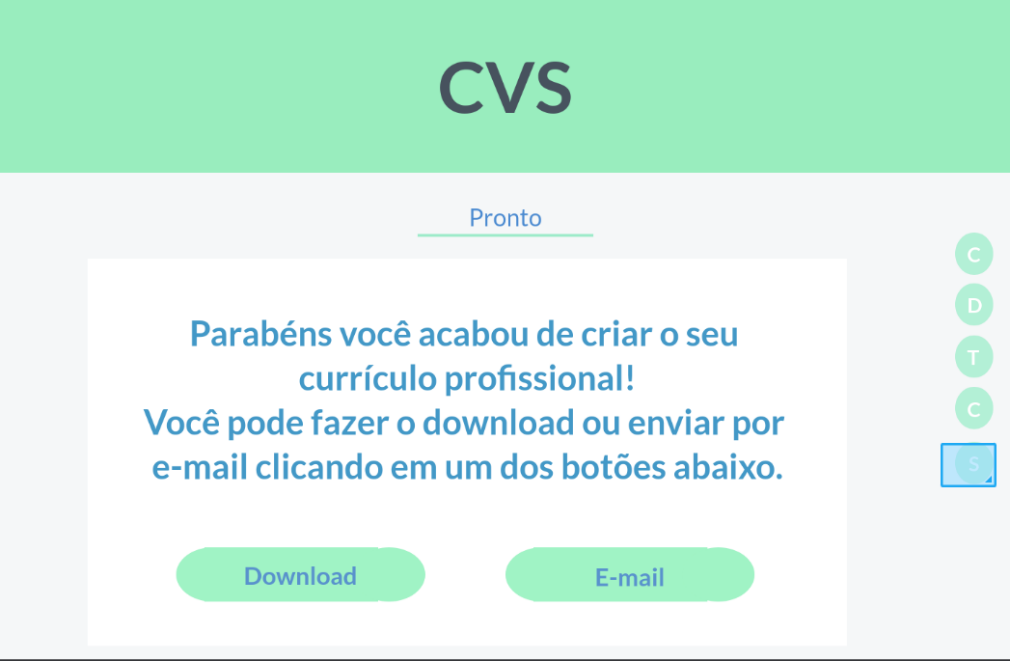 CVS
Pronto
Parabéns você acabou de criar o seu
currículo profissional!
Você pode fazer o download ou enviar por
e-mail clicando em um dos botões abaixo.
Download
E-mail
C
D
T
C
S